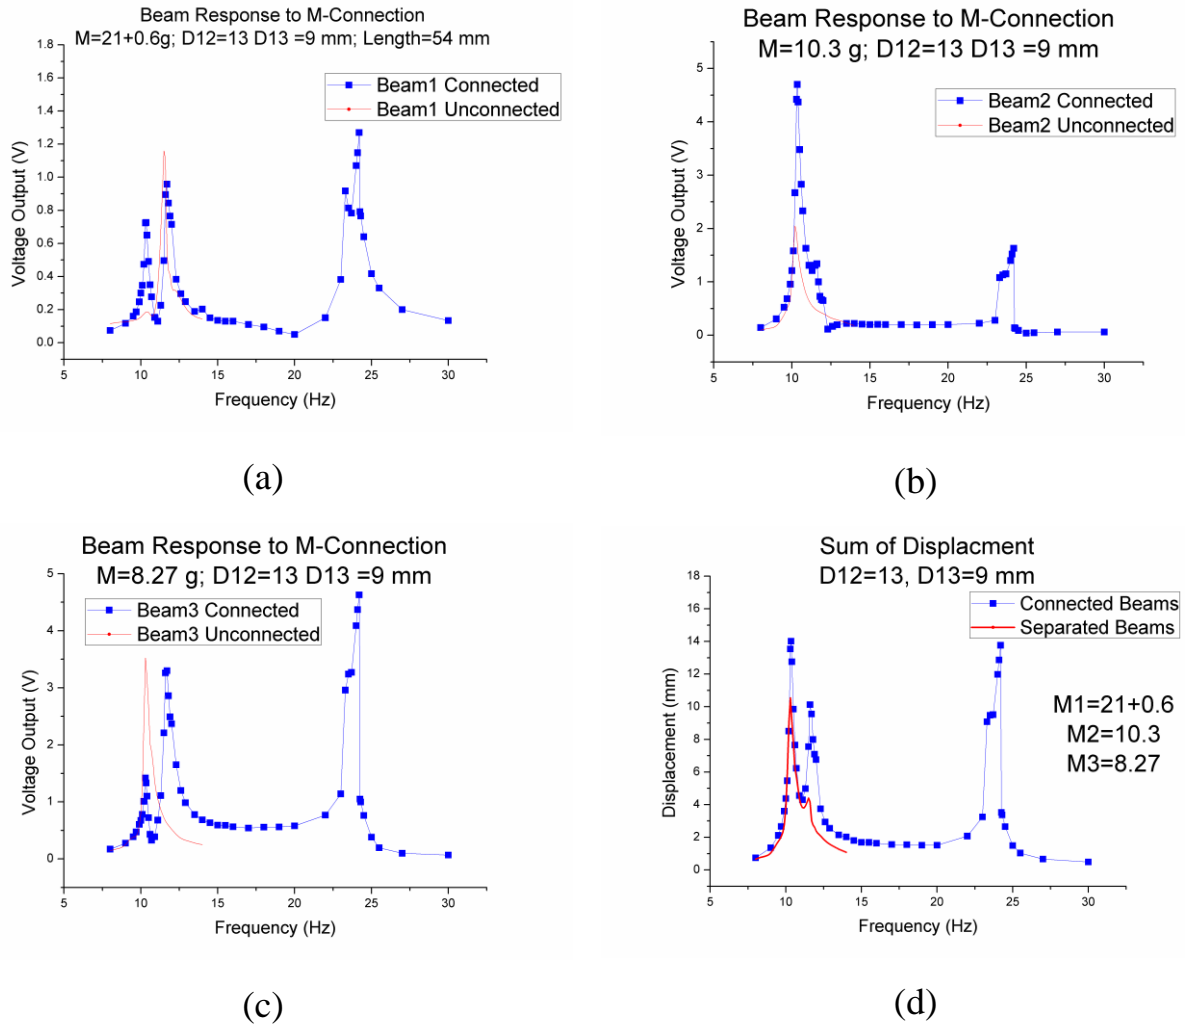 Beam Response to M-Connection
M=21+0.6g; D12=13 D13 =9 mm; Length=54 mm
1.8
1.6
1.4
1.2
1.0
0.8
0.6
0.4
0.2
0.0
Voltage Output (V)
Beam1 Connected
Beam1 Unconnected
5 10 15 20 25 30
Frequency (Hz)
(a)
Beam Response to M-Connection
M=10.3 g; D12=13 D13 =9 mm
5
5
4
3
2
1
0
Voltage Output (V)
Beam2 Connected
Beam2 Unconnected
5 10 15 20 25 30
Frequency (Hz)
(b)
Beam Response to M-Connection
M=8.27 g; D12=13 D13 =9 mm
5
4
3
2
1
0
5
Voltage Output (V)
Beam3 Connected
Beam3 Unconnected
5 10 15 20 25 30
Frequency (Hz)
(c)
Sum of Displacment
D12=13, D13=9 mm
18
16
14
12
10
8
6
4
2
0
Displacement (mm)
Connected Beams
Separated Beams
M1=21+0.6
M2=10.3
M3=8.27
5 10 15 20 25 30
Frequency (Hz)
(d)